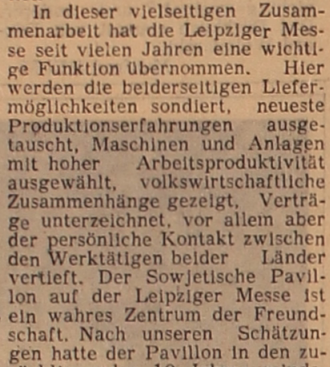 In dieser vielseitigen Zusam-
menarbeit hat die Leipziger Mes-
se seit vielen Jahren eine wichti-
ge Funktion übernommen. Hier
werden die beiderseitigen Liefer-
möglichkeiten sondiert, neueste
Produktionserfahrungen ausge-
tauscht, Maschinen und Anlagen
mit hoher Arbeitsproduktivität
ausgewählt, volkswirtschaftliche
Zusammenhänge gezeigt, Verträ-
ge unterzeichnet, vor allem aber
der persönliche Kontakt zwischen
den Werktätigen beider Länder
vertieft. Der Sowjetische Pavil-
lon auf der Leipziger Messe ist
ein wahres Zentrum der Freund-
schaft. Nach unseren Schätzun-
gen hatte der Pavillon in den zu-